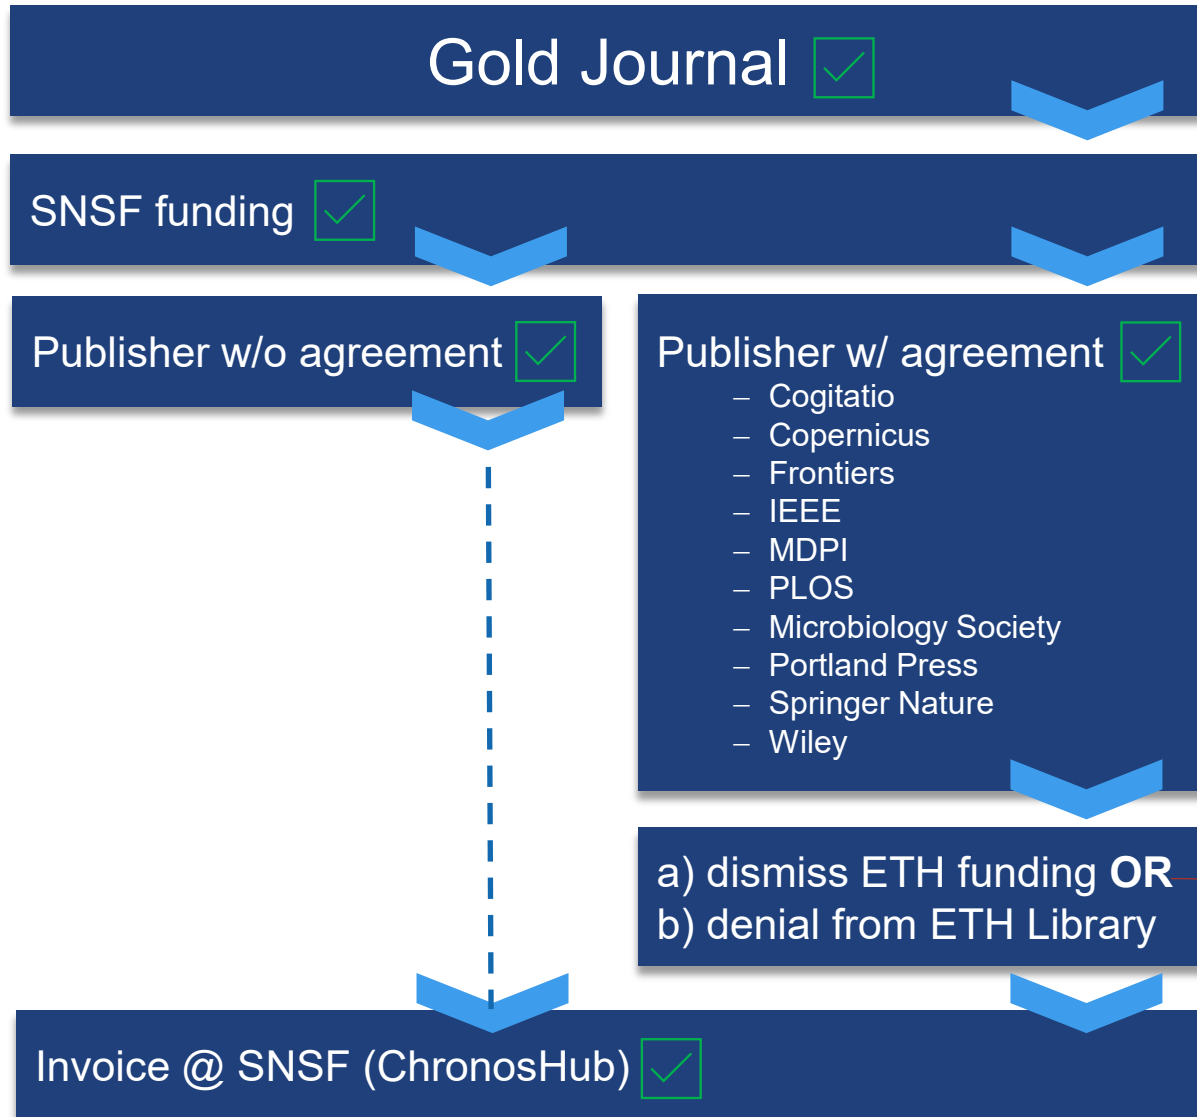 Gold Journal
SNSF funding
Publisher w/o agreement
Publisher w/ agreement
– Cogitatio
– Copernicus
– Frontiers
– IEEE
– MDPI
– PLOS
– Microbiology Society
– Portland Press
– Springer Nature
– Wiley
a) dismiss ETH funding OR
b) denial from ETH Library
Invoice @ SNSF (ChronosHub)